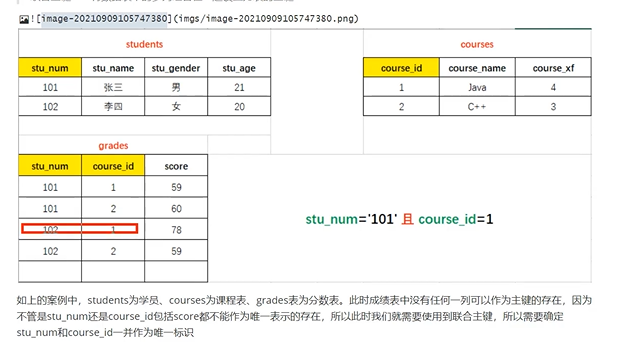 ![image-20210909105747380](imgs/image-20210909105747380.png)
students
stu_num stu_name stu_gender stu_age
101 张三 男 21
102 李四 女 20
courses
course_id course_name course_xf
1 Java 4
2 C++ 3
grades
stu_num course_id score
101 1 59
101 2 60
102 1 78
102 2 59
stu_num='101' 且 course_id=1
如上的案例中，students为学员、courses为课程表、grades表为分数表。此时成绩表中没有任何一列可以作为主键的存在，因为
不管是stu_num还是course_id包括score都不能作为唯一表示的存在，所以此时我们就需要使用到联合主键，所以需要确定
stu_num和course_id一并作为唯一标识